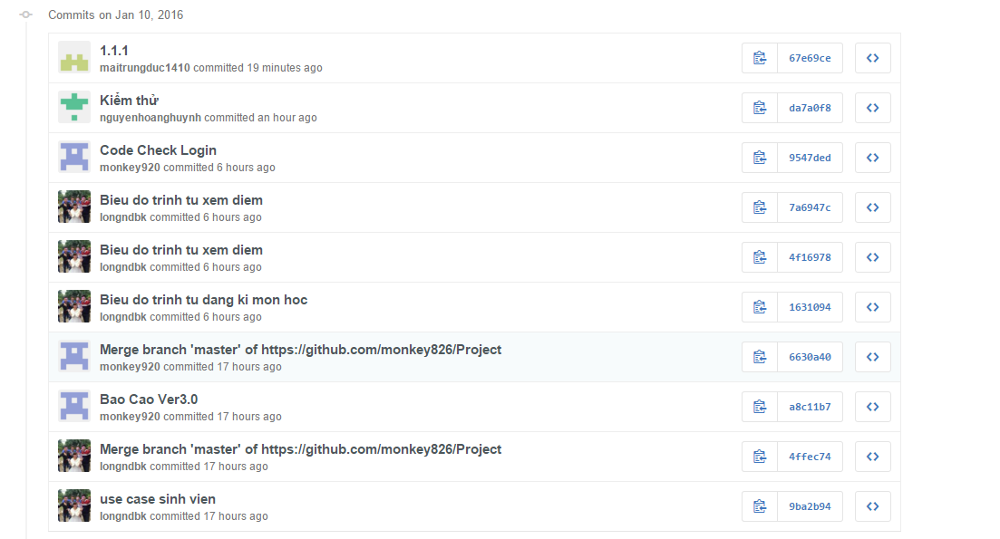 Commits on Jan 10, 2016
1.1.1
maitrungduc1410 committed 19 minutes ago
67e69ce
Kiểm thử
nguyenhoanghuynh committed an hour ago
da7a0f8
Code Check Login
monkey920 committed 6 hours ago
9547ded
Bieu do trinh tu xem diem
longndbk committed 6 hours ago
7a6947c
Bieu do trinh tu xem diem
longndbk committed 6 hours ago
4f16978
Bieu do trinh tu dang ki mon hoc
longndbk committed 6 hours ago
1631094
Merge branch 'master' of https://github.com/monkey826/Project
monkey920 committed 17 hours ago
6630a40
Bao Cao Ver3.0
monkey920 committed 17 hours ago
a8c11b7
Merge branch 'master' of https://github.com/monkey826/Project
longndbk committed 17 hours ago
4ffec74
use case sinh vien
longndbk committed 17 hours ago
9ba2b94